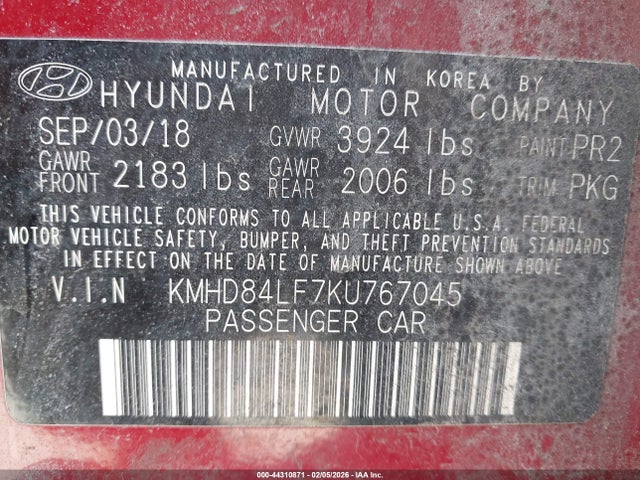 MANUFACTURED IN KOREA BY
HYUNDAI MOTOR COMPANY
SEP/03/18 GVWR 3924 lbs PAINT PR2
GAWR FRONT 2183 lbs GAWR REAR 2006 lbs TRIM PKG
THIS VEHICLE CONFORMS TO ALL APPLICABLE U.S.A. FEDERAL
MOTOR VEHICLE SAFETY, BUMPER, AND THEFT PREVENTION STANDARDS
IN EFFECT ON THE DATE OF MANUFACTURE SHOWN ABOVE
V.I.N KMHD84LF7KU767045
PASSENGER CAR
000-44310871 | 02/05/2026 - IAA Inc.